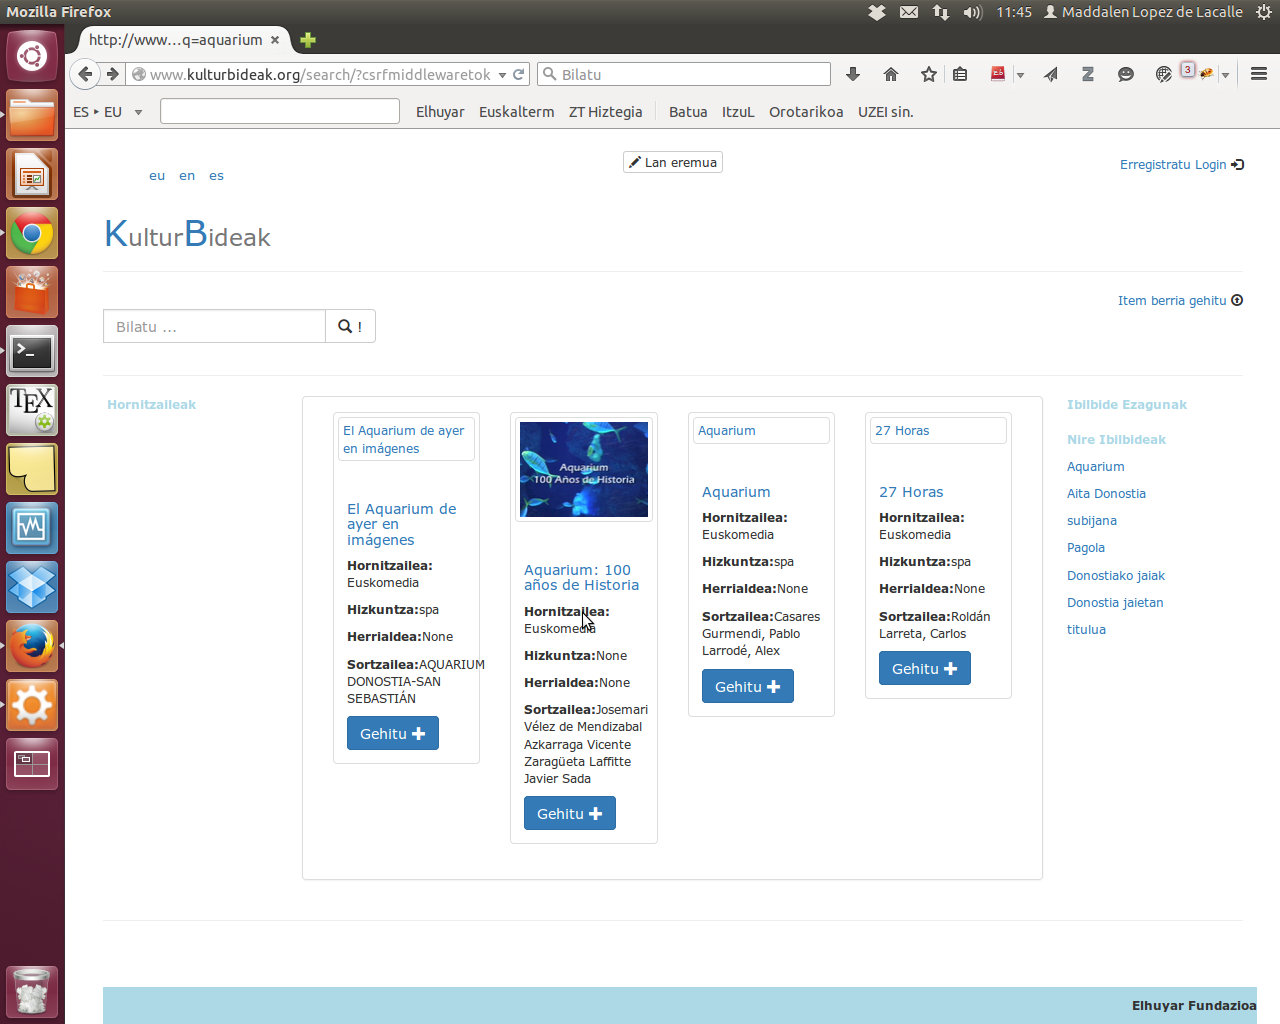 Mozilla Firefox
11:45
Maddalen Lopez de Lacalle
http://www...q=aquarium
www.kulturbideak.org/search/?csrfmiddlewaretok
Bilatu
3
ES ▸ EU
Elhuyar
Euskalterm
ZT Hiztegia
Batua
ItzuL
Orotarikoa
UZEI sin.
Lan eremua
Erregistratu Login
eu en es
KulturBideak
Item berria gehitu
Bilatu ...
!
Hornitzaileak
El Aquarium de ayer
en imágenes
El Aquarium de
ayer en
imágenes
Hornitzailea:
Euskomedia
Hizkuntza:spa
Herrialdea:None
Sortzailea:AQUARIUM
DONOSTIA-SAN
SEBASTIÁN
Gehitu
Aquarium
100 Años de Historia
Aquarium: 100
años de Historia
Hornitzailea:
Euskomedia
Hizkuntza:None
Herrialdea:None
Sortzailea:Josemari
Vélez de Mendizabal
Azkarraga Vicente
Zaragüeta Laffitte
Javier Sada
Gehitu
Aquarium
Aquarium
Hornitzailea:
Euskomedia
Hizkuntza:spa
Herrialdea:None
Sortzailea:Casares
Gurmendi, Pablo
Larrodé, Alex
Gehitu
27 Horas
27 Horas
Hornitzailea:
Euskomedia
Hizkuntza:spa
Herrialdea:None
Sortzailea:Roldán
Larreta, Carlos
Gehitu
Ibilbide Ezagunak
Nire Ibilbideak
Aquarium
Aita Donostia
subijana
Pagola
Donostiako jaiak
Donostia jaietan
titulua
TEX
Elhuyar Fundazioa